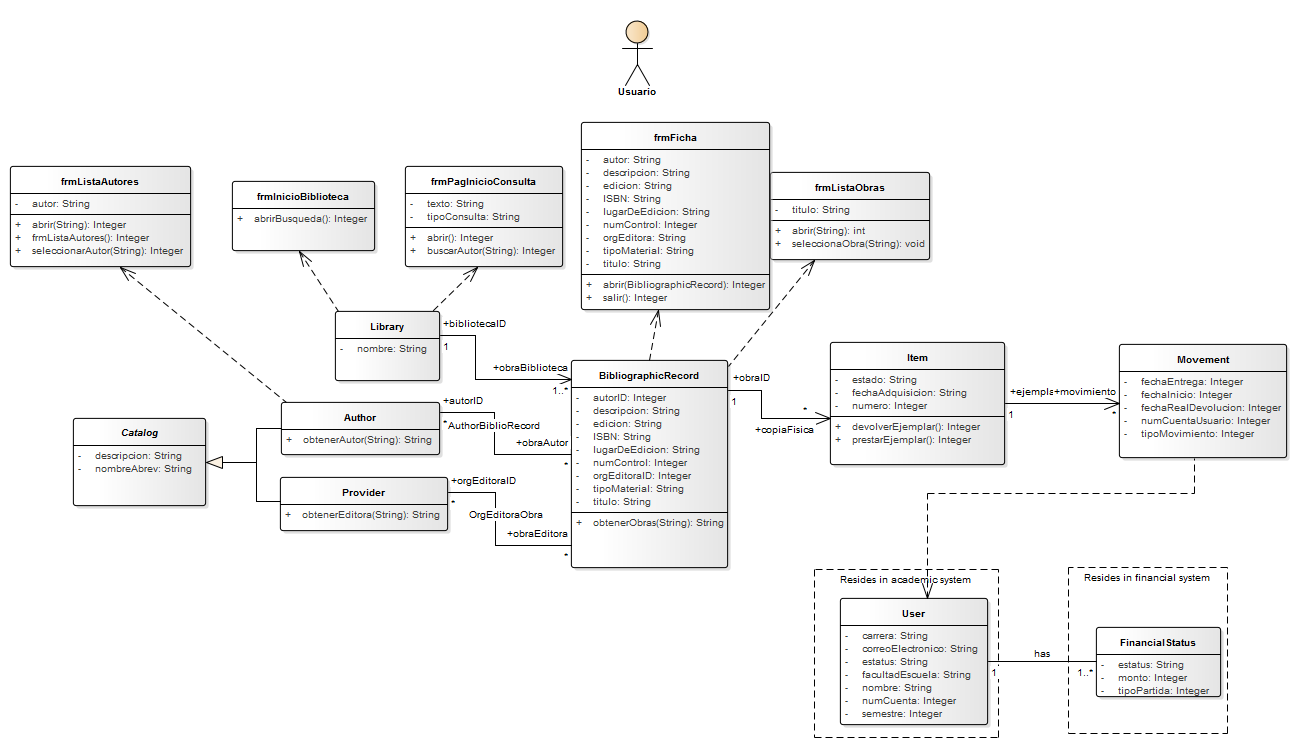 Usuario
frmFicha
- autor: String
- descripcion: String
- edicion: String
- ISBN: String
- lugarDeEdicion: String
- numControl: Integer
- orgEditora: String
- tipoMaterial: String
- titulo: String
+ abrir(BibliographicRecord): Integer
+ salir(): Integer
frmListaAutores
- autor: String
+ abrir(String): Integer
+ frmListaAutores(): Integer
+ seleccionarAutor(String): Integer
frmInicioBiblioteca
+ abrirBusqueda(): Integer
frmPagInicioConsulta
- texto: String
- tipoConsulta: String
+ abrir(): Integer
+ buscarAutor(String): Integer
frmListaObras
- titulo: String
+ abrir(String): int
+ seleccionaObra(String): void
Library
- nombre: String
+bibliotecaID
1
+obraBiblioteca
1..*
BibliographicRecord
- autorID: Integer
- descripcion: String
- edicion: String
- ISBN: String
- lugarDeEdicion: String
- numControl: Integer
- orgEditoraID: Integer
- tipoMaterial: String
- titulo: String
+ obtenerObras(String): String
+obraID
1
*
+copiaFisica
Item
- estado: String
- fechaAdquisicion: String
- numero: Integer
+ devolverEjemplar(): Integer
+ prestarEjemplar(): Integer
+ejempla+movimiento
1
*
Movement
- fechaEntrega: Integer
- fechaInicio: Integer
- fechaRealDevolucion: Integer
- numCuentaUsuario: Integer
- tipoMovimiento: Integer
Catalog
- descripcion: String
- nombreAbrev: String
Author
+ obtenerAutor(String): String
+autorID
*AuthorBiblioRecord
+obraAutor
*
Provider
+ obtenerEditora(String): String
+orgEditoraID
*
OrgEditoraObra
+obraEditora
*
Resides in academic system
User
- carrera: String
- correoElectronico: String
- estatus: String
- facultadEscuela: String
- nombre: String
- numCuenta: Integer
- semestre: Integer
has
1
1..*
Resides in financial system
FinancialStatus
- estatus: String
- monto: Integer
- tipoPartida: Integer